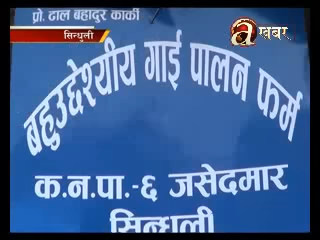 प्रो. ढाल बहादुर कार्की
सिन्धुली
a खबर
बहुउद्देश्यीय गाई पालन फर्म
क.न.पा.-६ जसेदमार
सिन्धुली